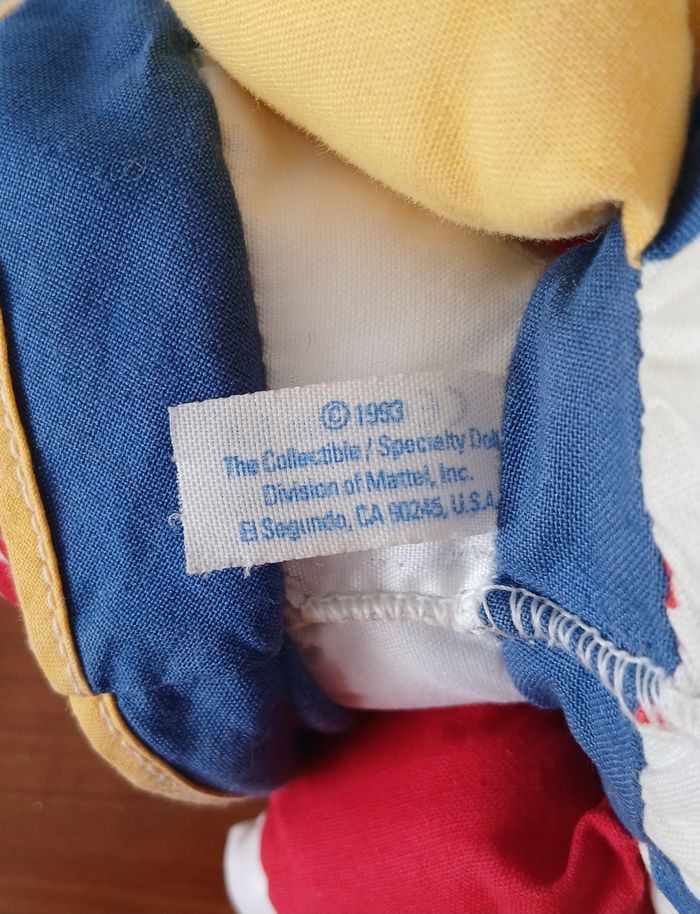 © 1993
The Collectible / Specialty Doll
Division of Mattel, Inc.
El Segundo, CA 90245, U.S.A.